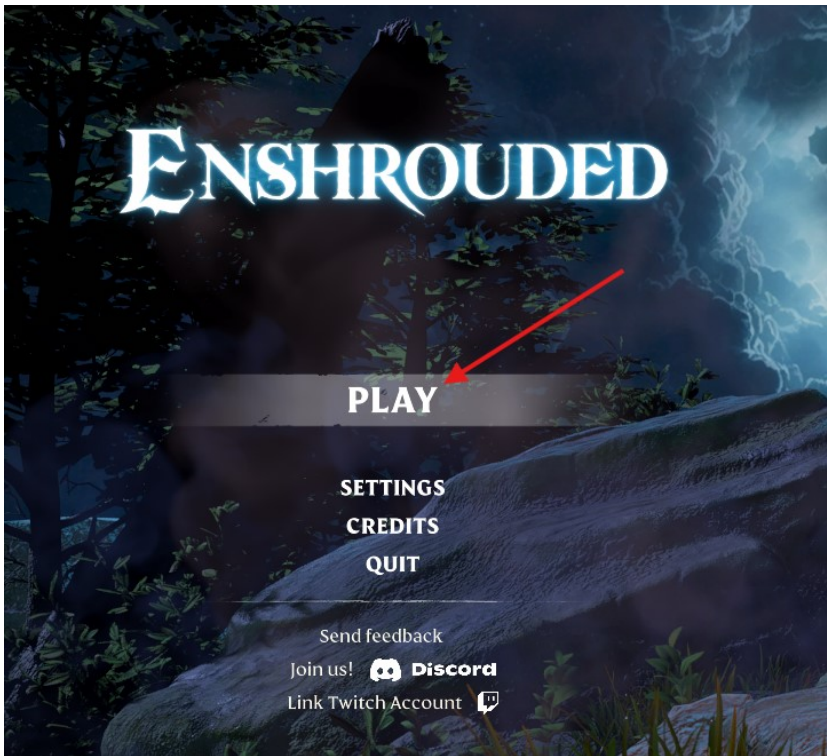 ENSHROUDED
PLAY
SETTINGS
CREDITS
QUIT
Send feedback
Join us! Discord
Link Twitch Account